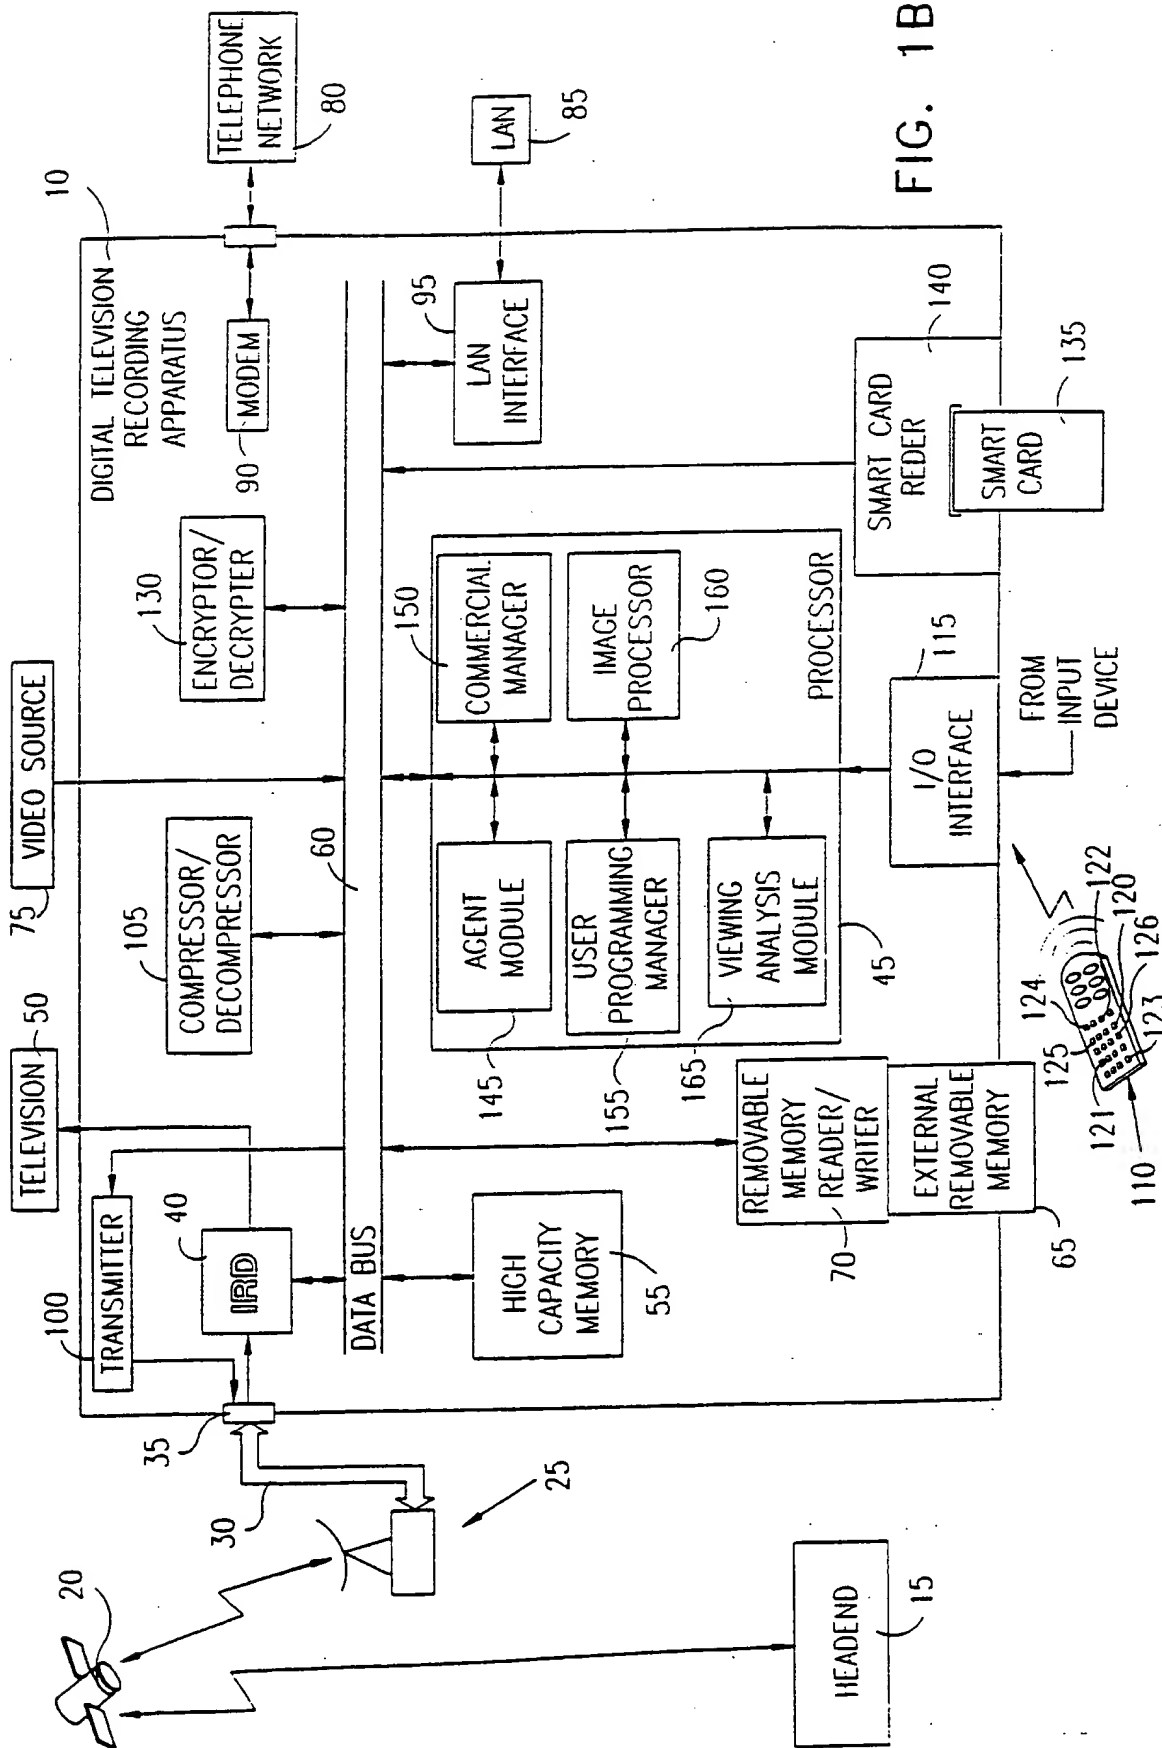 20
25
30
35
HEADEND
15
100
TRANSMITTER
TELEVISION
50
75
VIDEO SOURCE
40
IRD
105
COMPRESSOR/
DECOMPRESSOR
130
ENCRYPTOR/
DECRYPTER
DIGITAL TELEVISION
RECORDING
APPARATUS
10
90
MODEM
TELEPHONE
NETWORK
80
DATA BUS
60
HIGH
CAPACITY
MEMORY
55
AGENT
MODULE
145
COMMERCIAL
MANAGER
150
USER
PROGRAMMING
MANAGER
155
IMAGE
PROCESSOR
160
VIEWING
ANALYSIS
MODULE
165
PROCESSOR
45
LAN
INTERFACE
95
LAN
85
REMOVABLE
MEMORY
READER/
WRITER
70
EXTERNAL
REMOVABLE
MEMORY
65
I/O
INTERFACE
115
FROM
INPUT
DEVICE
SMART CARD
REDER
140
SMART
CARD
135
110
121
125
124
122
120
126
123
FIG. 1B